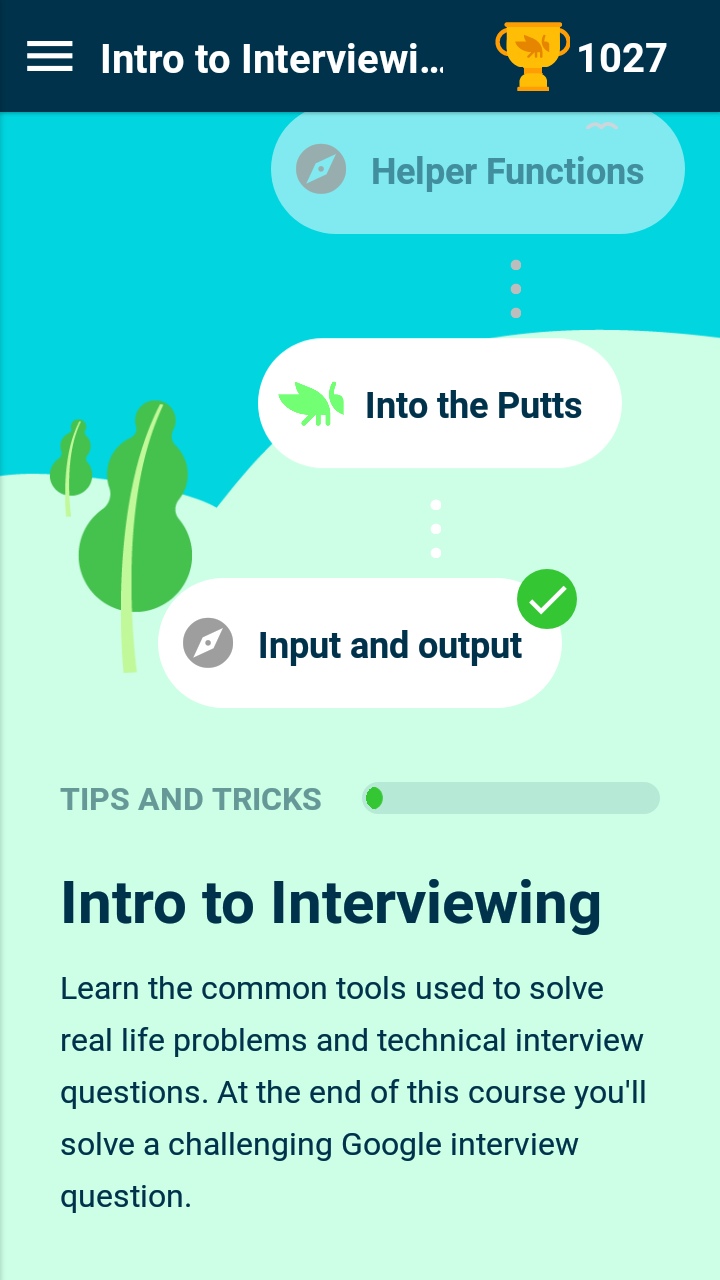 Intro to Interviewi...
1027
Helper Functions
Into the Putts
Input and output
TIPS AND TRICKS
Intro to Interviewing
Learn the common tools used to solve
real life problems and technical interview
questions. At the end of this course you'll
solve a challenging Google interview
question.